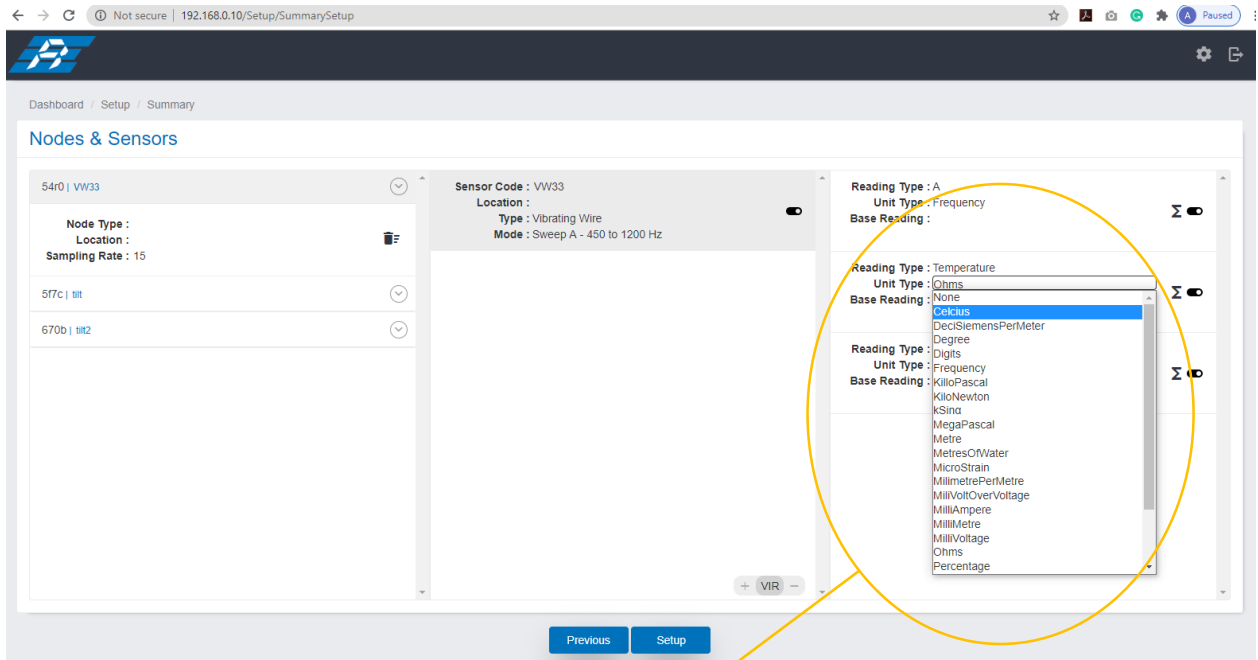 Not secure | 192.168.0.10/Setup/SummarySetup
A Paused
Dashboard / Setup / Summary
Nodes & Sensors
54r0 | VW33
Node Type :
Location :
Sampling Rate : 15
5f7c | tilt
670b | tilt2
Sensor Code : VW33
Location :
Type : Vibrating Wire
Mode : Sweep A - 450 to 1200 Hz
+ VIR −
Reading Type : A
Unit Type : Frequency
Base Reading :
Σ
Reading Type : Temperature
Unit Type : Ohms
Base Reading :
Σ
Reading Type :
Unit Type :
Base Reading :
Σ
None
Celcius
DeciSiemensPerMeter
Degree
Digits
Frequency
KilloPascal
KiloNewton
kSing
MegaPascal
Metre
MetresOfWater
MicroStrain
MilimetrePerMetre
MiliVoltOverVoltage
MilliAmpere
MilliMetre
MilliVoltage
Ohms
Percentage
Previous
Setup